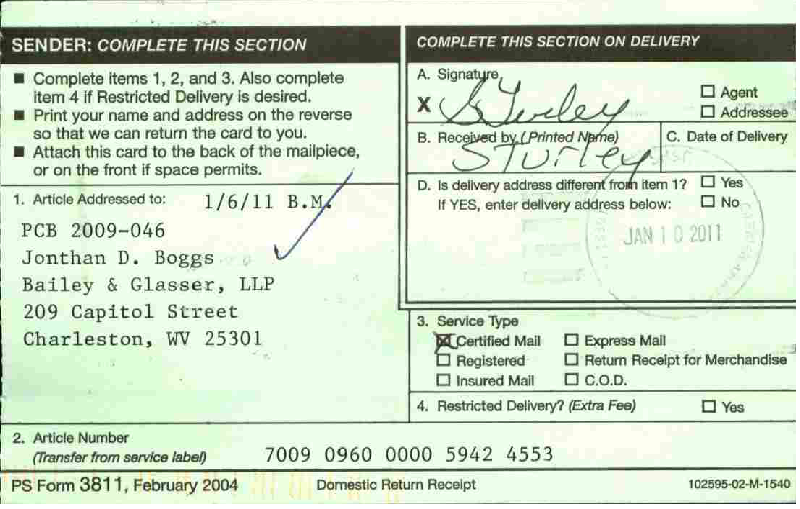 SENDER: COMPLETE THIS SECTION
■ Complete items 1, 2, and 3. Also complete
item 4 if Restricted Delivery is desired.
■ Print your name and address on the reverse
so that we can return the card to you.
■ Attach this card to the back of the mailpiece,
or on the front if space permits.
1. Article Addressed to: 1/6/11 B.M.
PCB 2009-046
Jonthan D. Boggs
Bailey & Glasser, LLP
209 Capitol Street
Charleston, WV 25301
2. Article Number
(Transfer from service label) 7009 0960 0000 5942 4553
COMPLETE THIS SECTION ON DELIVERY
A. Signature
X STurley
☐ Agent
☐ Addressee
B. Received by (Printed Name) C. Date of Delivery
STurley
D. Is delivery address different from item 1? ☐ Yes
If YES, enter delivery address below: ☐ No
JAN 10 2011
3. Service Type
☒ Certified Mail ☐ Express Mail
☐ Registered ☐ Return Receipt for Merchandise
☐ Insured Mail ☐ C.O.D.
4. Restricted Delivery? (Extra Fee) ☐ Yes
PS Form 3811, February 2004 Domestic Return Receipt 102595-02-M-1540